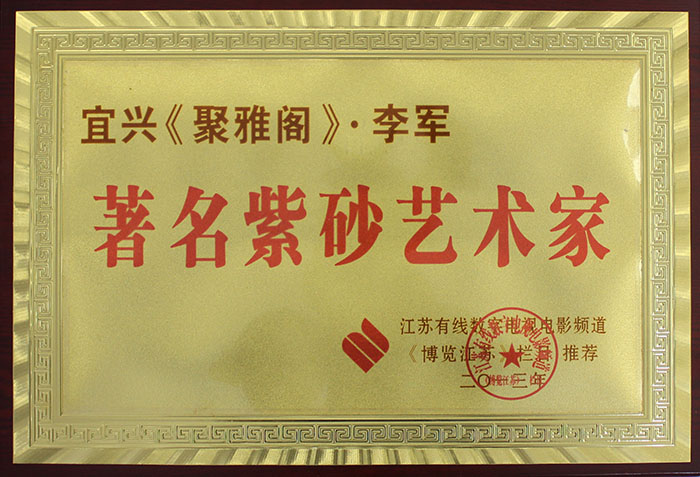 宜兴《聚雅阁》·李军
著名紫砂艺术家
江苏有线数字电视电影频道
《博览江苏》栏目 推荐
二〇一三年